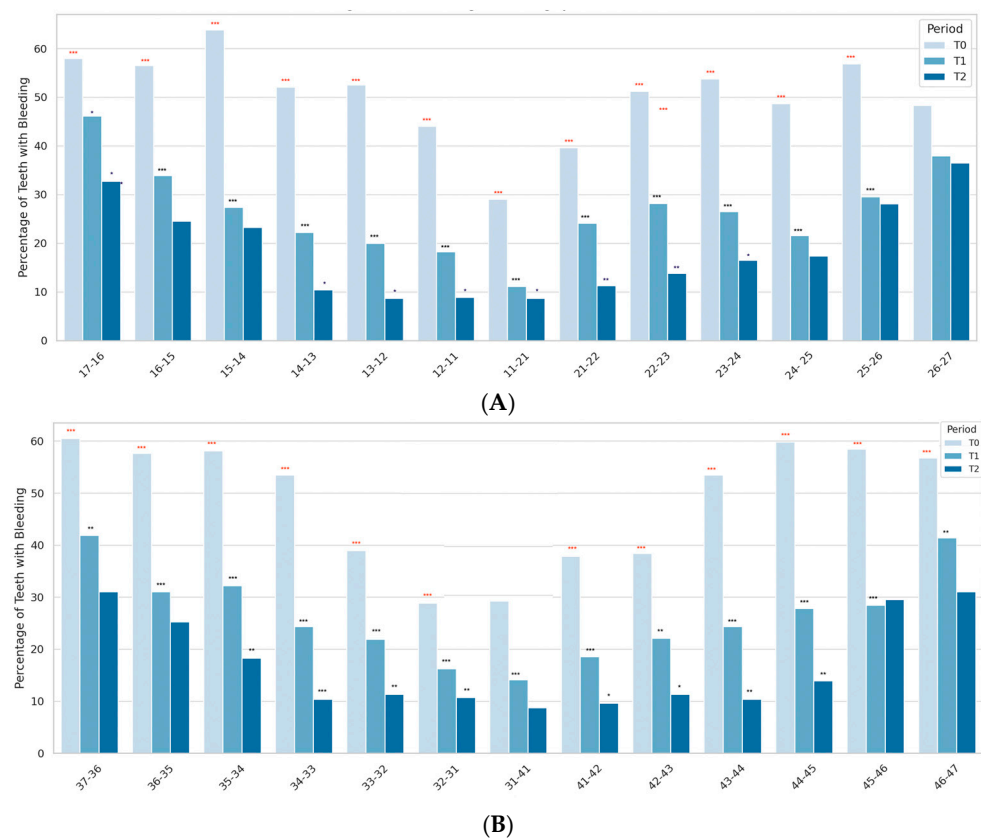 Period
T0
T1
T2
Percentage of Teeth with Bleeding
60
50
40
30
20
10
0
*** *** *** *** *** *** *** *** *** *** *** *** ***
* *** *** *** *** *** *** *** *** *** *** ***
* * * * * * ** ** *
17-16 16-15 15-14 14-13 13-12 12-11 11-21 21-22 22-23 23-24 24- 25 25-26 26-27
(A)
Period
T0
T1
T2
Percentage of Teeth with Bleeding
60
50
40
30
20
10
0
*** *** *** *** *** *** *** *** *** *** *** ***
** *** *** *** *** *** *** *** ** *** *** *** **
** *** ** ** * * ** **
37-36 36-35 35-34 34-33 33-32 32-31 31-41 41-42 42-43 43-44 44-45 45-46 46-47
(B)